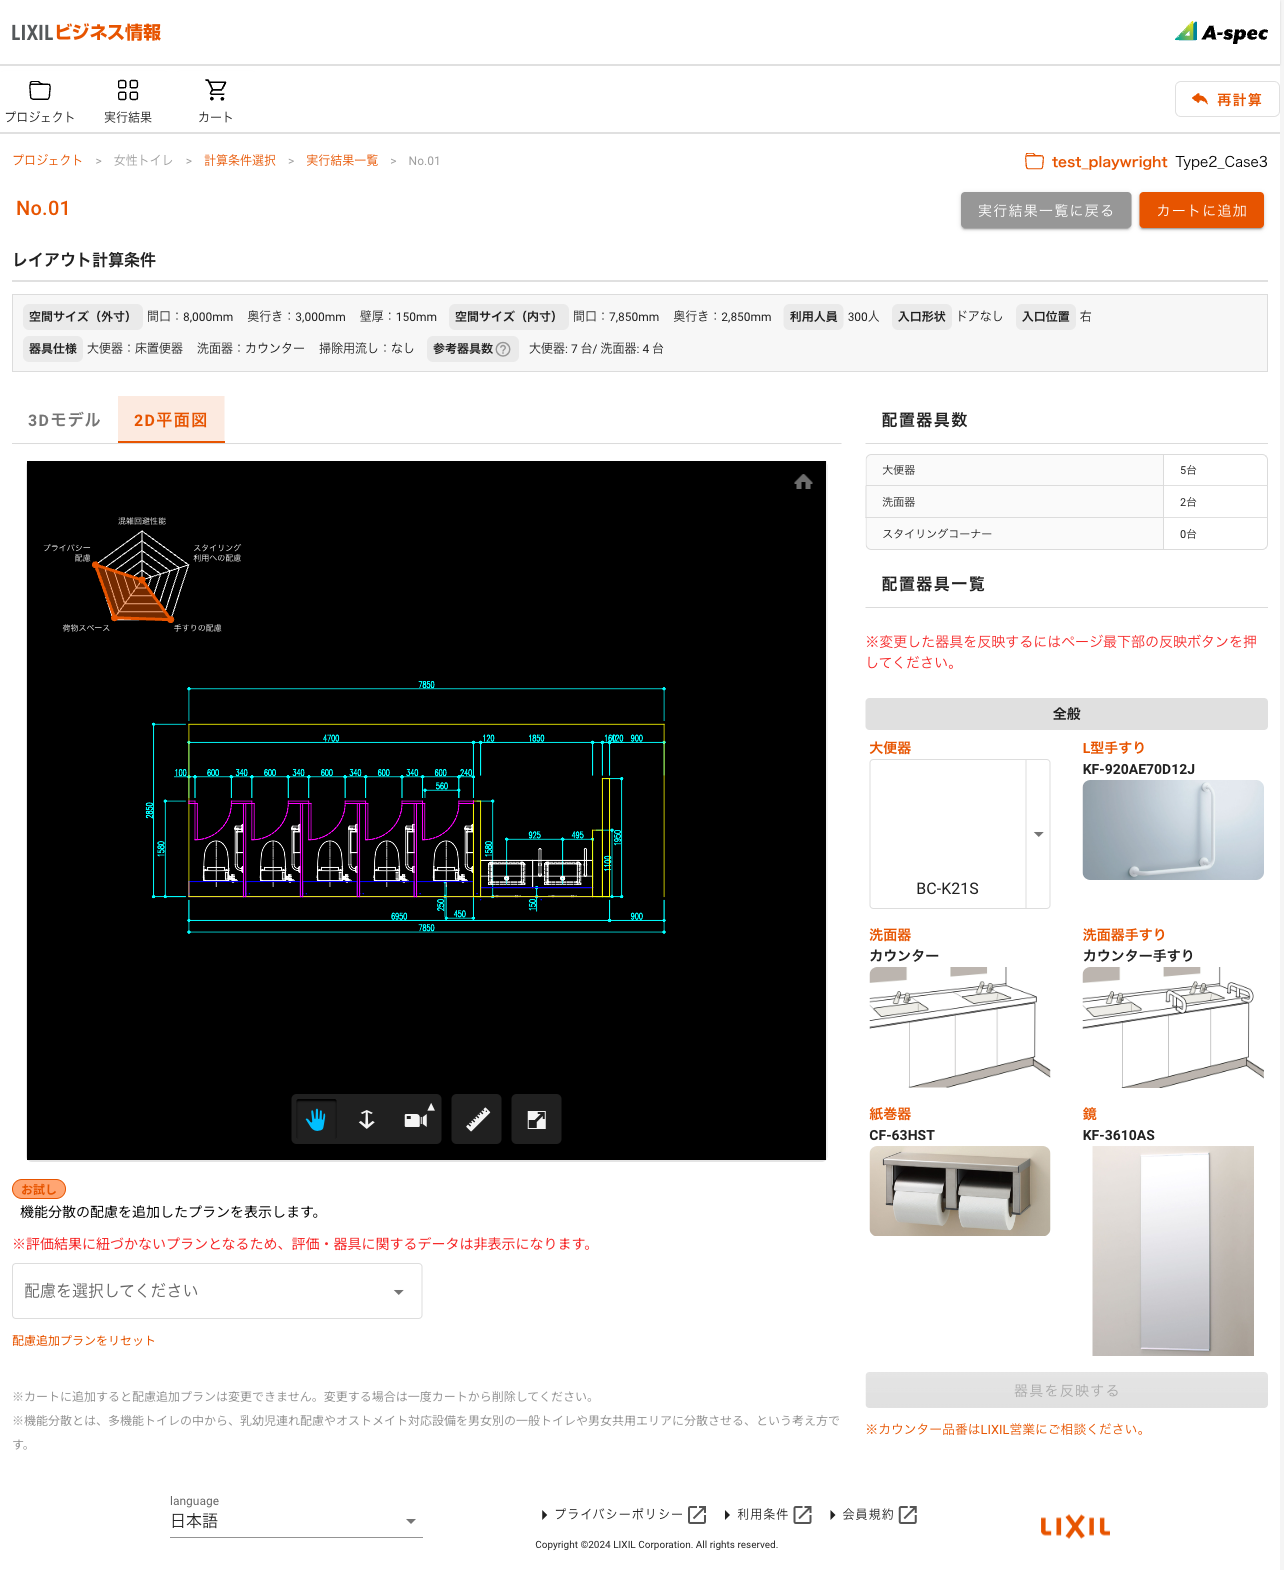 LIXILビジネス情報
A-spec
プロジェクト
実行結果
カート
再計算
プロジェクト > 女性トイレ > 計算条件選択 > 実行結果一覧 > No.01
test_playwright Type2_Case3
No.01
実行結果一覧に戻る
カートに追加
レイアウト計算条件
空間サイズ（外寸） 間口：8,000mm 奥行き：3,000mm 壁厚：150mm 空間サイズ（内寸） 間口：7,850mm 奥行き：2,850mm 利用人員 300人 入口形状 ドアなし 入口位置 右
器具仕様 大便器：床置便器 洗面器：カウンター 掃除用流し：なし 参考器具数 ? 大便器: 7 台/ 洗面器: 4 台
3Dモデル
2D平面図
混雑回避性能
プライバシー
配慮
スタイリング
利用への配慮
荷物スペース
手すりの配慮
7850
4700 120 1850 900
100 600 340 600 340 600 340 600 340 600 240
560
2850
1580
925 495
1580
1950
1100
250
450
150
6950 900
7850
お試し
機能分散の配慮を追加したプランを表示します。
※評価結果に紐づかないプランとなるため、評価・器具に関するデータは非表示になります。
配慮を選択してください
配慮追加プランをリセット
※カートに追加すると配慮追加プランは変更できません。変更する場合は一度カートから削除してください。
※機能分散とは、多機能トイレの中から、乳幼児連れ配慮やオストメイト対応設備を男女別の一般トイレや男女共用エリアに分散させる、という考え方で
す。
配置器具数
大便器 5台
洗面器 2台
スタイリングコーナー 0台
配置器具一覧
※変更した器具を反映するにはページ最下部の反映ボタンを押
してください。
全般
大便器
BC-K21S
L型手すり
KF-920AE70D12J
洗面器
カウンター
洗面器手すり
カウンター手すり
紙巻器
CF-63HST
鏡
KF-3610AS
器具を反映する
※カウンター品番はLIXIL営業にご相談ください。
language
日本語
プライバシーポリシー
利用条件
会員規約
Copyright ©2024 LIXIL Corporation. All rights reserved.
LIXIL